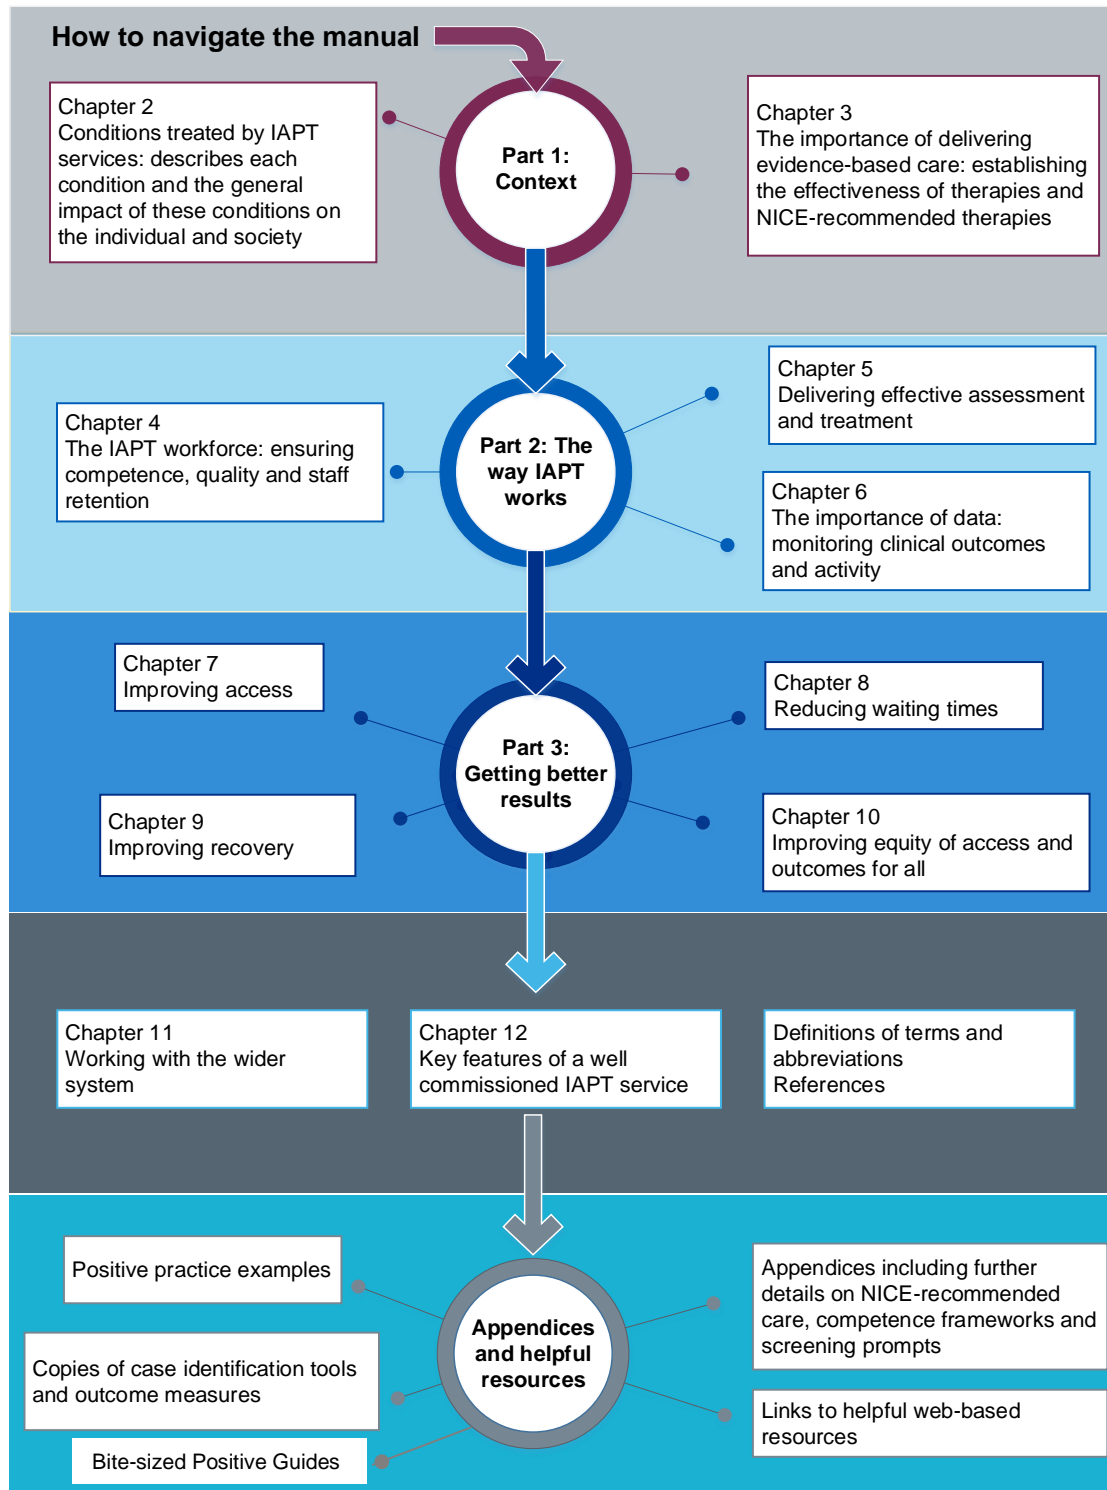 How to navigate the manual
Chapter 2
Conditions treated by IAPT
services: describes each
condition and the general
impact of these conditions on
the individual and society
Part 1:
Context
Chapter 3
The importance of delivering
evidence-based care: establishing
the effectiveness of therapies and
NICE-recommended therapies
Chapter 4
The IAPT workforce: ensuring
competence, quality and staff
retention
Part 2: The
way IAPT
works
Chapter 5
Delivering effective assessment
and treatment
Chapter 6
The importance of data:
monitoring clinical outcomes
and activity
Chapter 7
Improving access
Part 3:
Getting better
results
Chapter 8
Reducing waiting times
Chapter 9
Improving recovery
Chapter 10
Improving equity of access and
outcomes for all
Chapter 11
Working with the wider
system
Chapter 12
Key features of a well
commissioned IAPT service
Definitions of terms and
abbreviations
References
Positive practice examples
Copies of case identification tools
and outcome measures
Bite-sized Positive Guides
Appendices
and helpful
resources
Appendices including further
details on NICE-recommended
care, competence frameworks and
screening prompts
Links to helpful web-based
resources